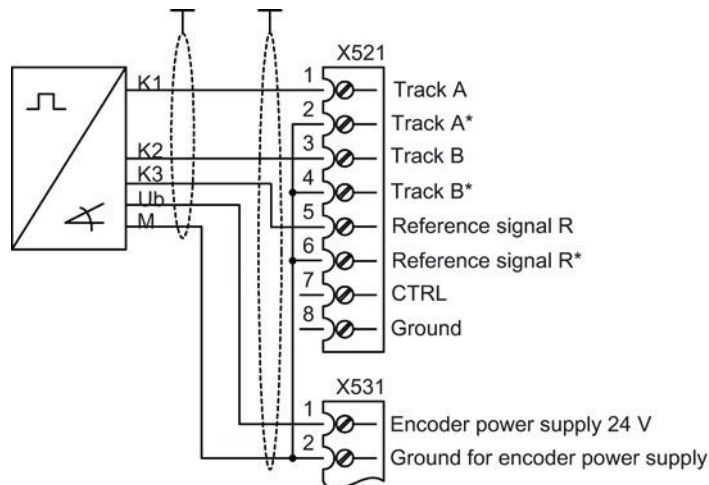 X521
K1 1 Track A
2 Track A*
K2 3 Track B
K3 4 Track B*
Ub 5 Reference signal R
M 6 Reference signal R*
7 CTRL
8 Ground
X531
1 Encoder power supply 24 V
2 Ground for encoder power supply